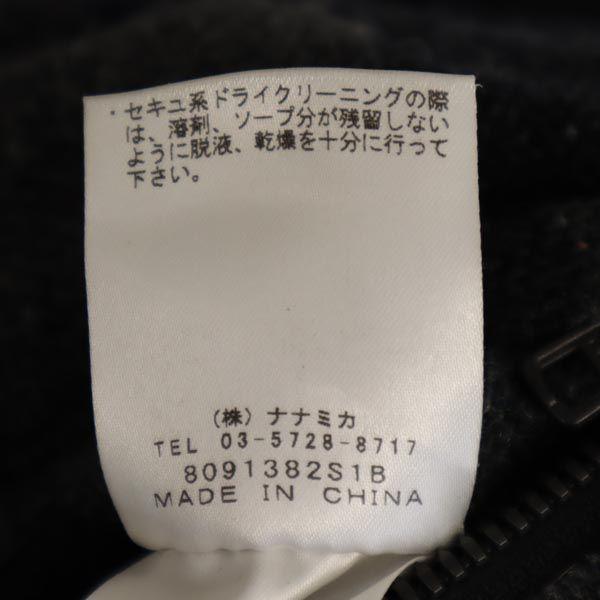 ・セキュ系ドライクリーニングの際
は、溶剤、ソープ分が残留しない
ように脱液、乾燥を十分に行って
下さい。
(株) ナナミカ
TEL 03-5728-8717
8091382S1B
MADE IN CHINA